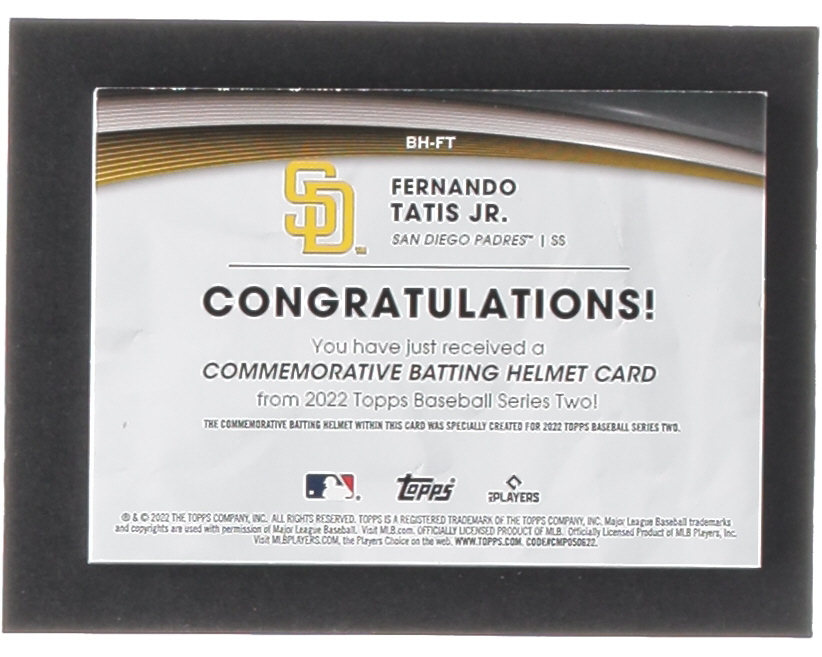 BH-FT
SD
FERNANDO
TATIS JR.
SAN DIEGO PADRES™ | SS
CONGRATULATIONS!
You have just received a
COMMEMORATIVE BATTING HELMET CARD
from 2022 Topps Baseball Series Two!
THE COMMEMORATIVE BATTING HELMET WITHIN THIS CARD WAS SPECIALLY CREATED FOR 2022 TOPPS BASEBALL SERIES TWO.
topps
PLAYERS
® & © 2022 THE TOPPS COMPANY, INC. ALL RIGHTS RESERVED. TOPPS IS A REGISTERED TRADEMARK OF THE TOPPS COMPANY, INC. Major League Baseball trademarks
and copyrights are used with permission of Major League Baseball. Visit MLB.com. OFFICIALLY LICENSED PRODUCT OF MLB. Officially Licensed Product of MLB Players, Inc.
Visit MLBPLAYERS.COM, the Players Choice on the web. WWW.TOPPS.COM. CODE#CMP050622.